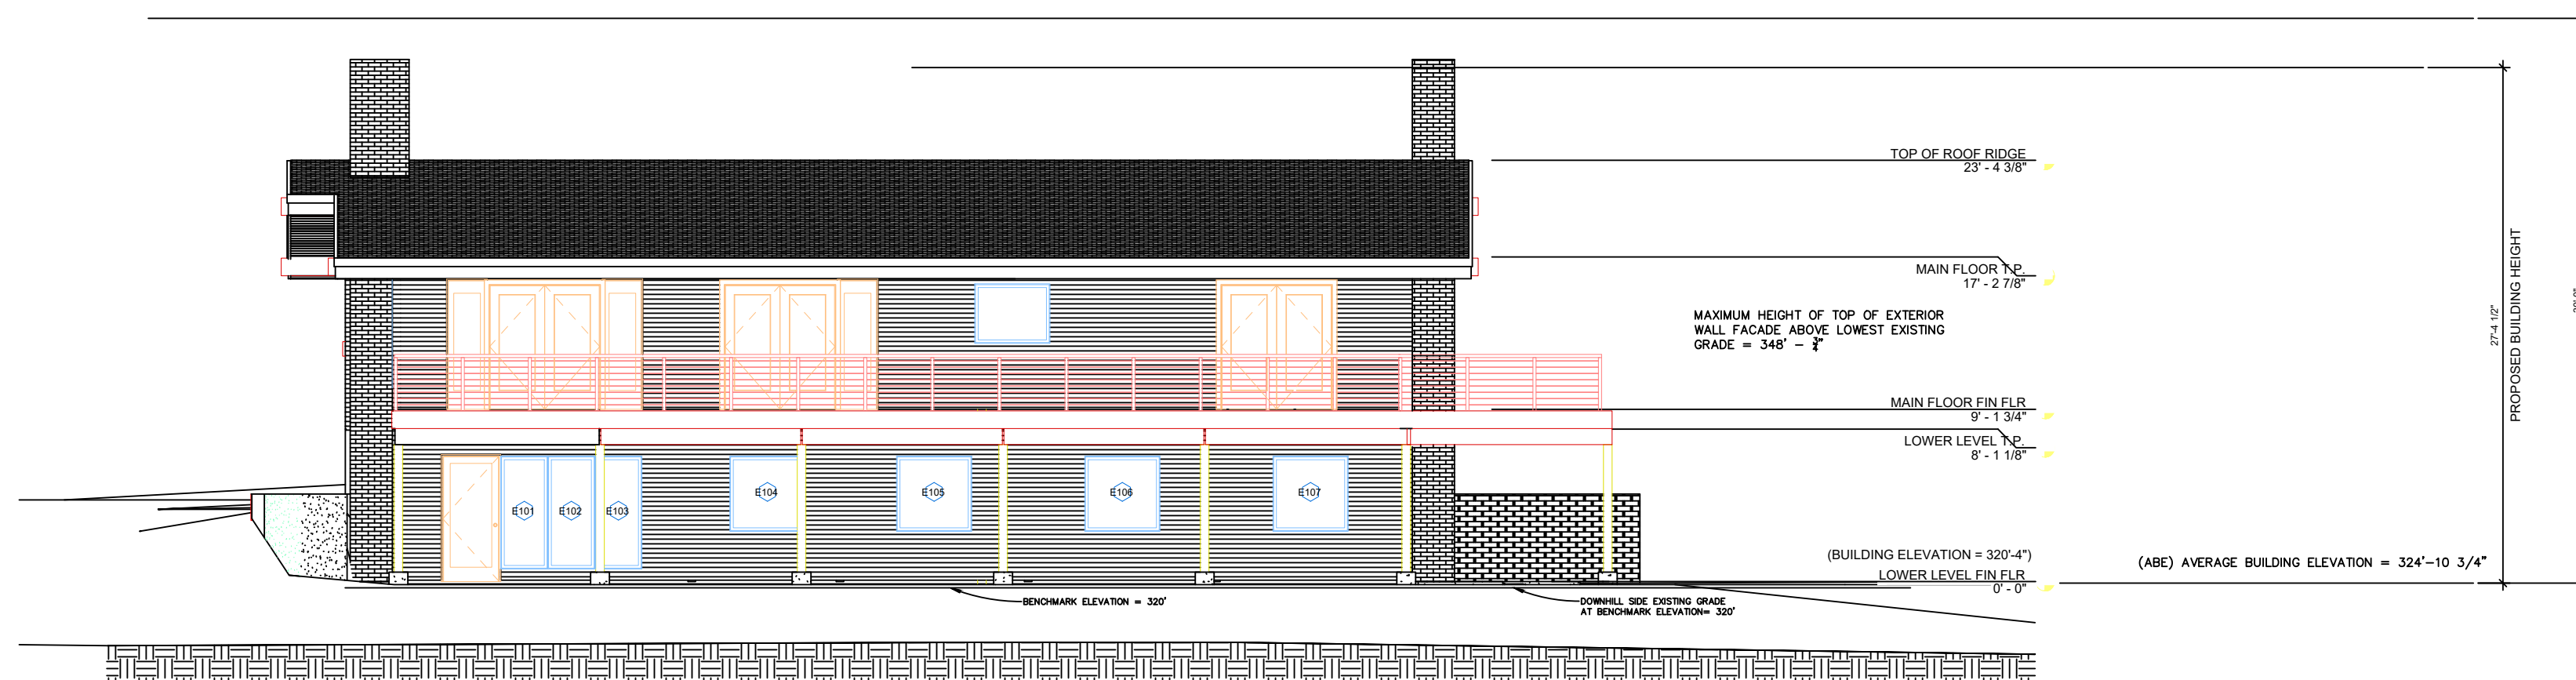 TOP OF ROOF RIDGE
23' - 4 3/8"
MAIN FLOOR T.P.
17' - 2 7/8"
MAXIMUM HEIGHT OF TOP OF EXTERIOR
WALL FACADE ABOVE LOWEST EXISTING
GRADE = 348' - 3/4"
27'-4 1/2"
PROPOSED BUILDING HEIGHT
MAIN FLOOR FIN FLR
9' - 1 3/4"
LOWER LEVEL T.P.
8' - 1 1/8"
E101
E102
E103
E104
E105
E106
E107
(BUILDING ELEVATION = 320'-4")
(ABE) AVERAGE BUILDING ELEVATION = 324'-10 3/4"
LOWER LEVEL FIN FLR
0' - 0"
BENCHMARK ELEVATION = 320'
DOWNHILL SIDE EXISTING GRADE
AT BENCHMARK ELEVATION= 320'